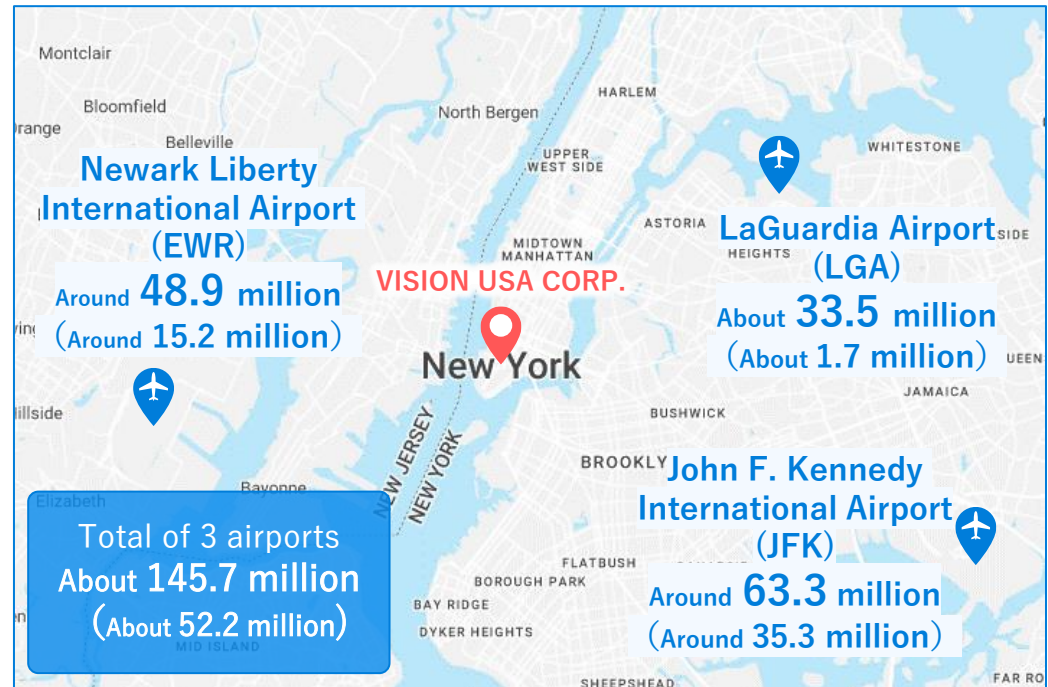 Montclair
Bloomfield
Belleville
North Bergen
HARLEM
WHITESTONE
UPPER
WEST SIDE
ASTORIA
MIDTOWN
MANHATTAN
HEIGHTS
SIDE
Newark Liberty
International Airport
(EWR)
Around 48.9 million
(Around 15.2 million)
LaGuardia Airport
(LGA)
About 33.5 million
(About 1.7 million)
VISION USA CORP.
New York
JAMAICA
BUSHWICK
NEW JERSEY
NEW YORK
BROOKLY
Bayonne
Elizabeth
John F. Kennedy
International Airport
(JFK)
Around 63.3 million
(Around 35.3 million)
Total of 3 airports
About 145.7 million
(About 52.2 million)
MID ISLAND
FLATBUSH
BOROUGH PARK
BAY RIDGE
DYKER HEIGHTS
SHEEPSHEAD
FAR RO